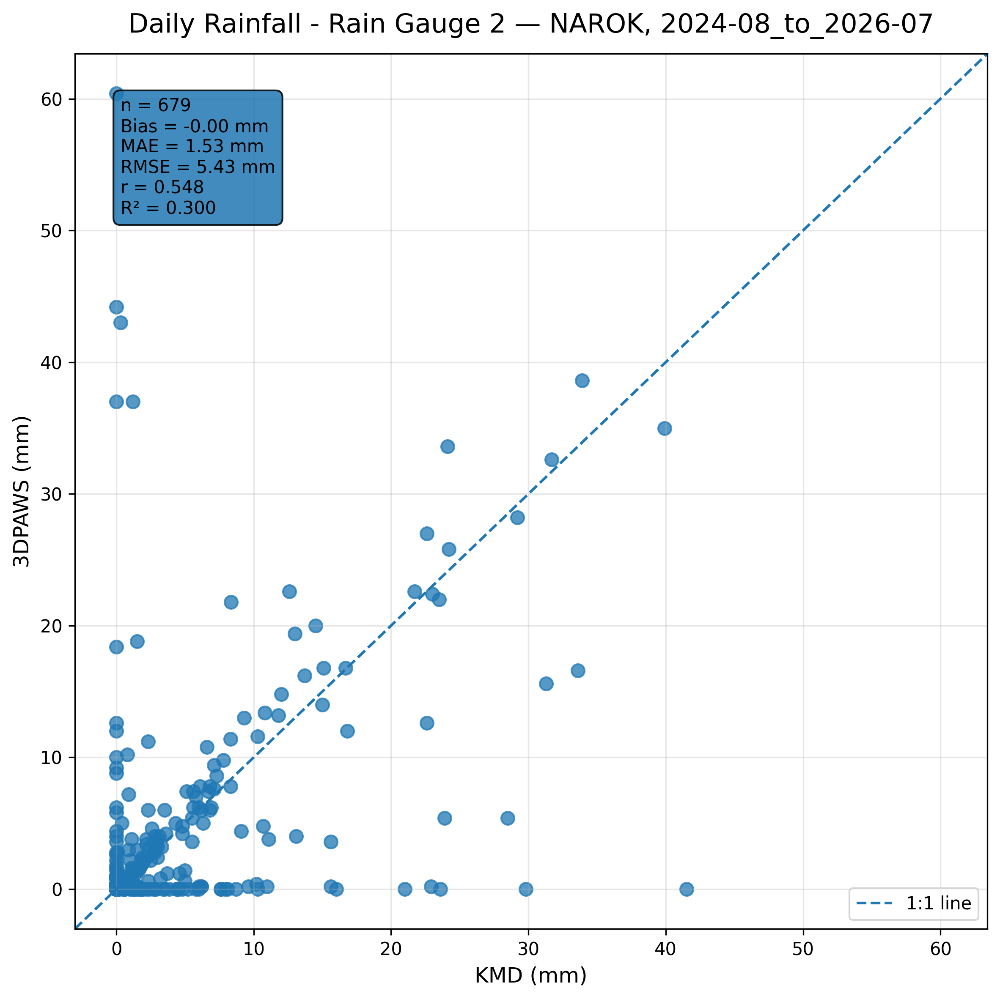 Daily Rainfall - Rain Gauge 2 — NAROK, 2024-08_to_2026-07
60
50
40
30
20
10
0
3DPAWS (mm)
n = 679
Bias = -0.00 mm
MAE = 1.53 mm
RMSE = 5.43 mm
r = 0.548
R² = 0.300
1:1 line
0 10 20 30 40 50 60
KMD (mm)